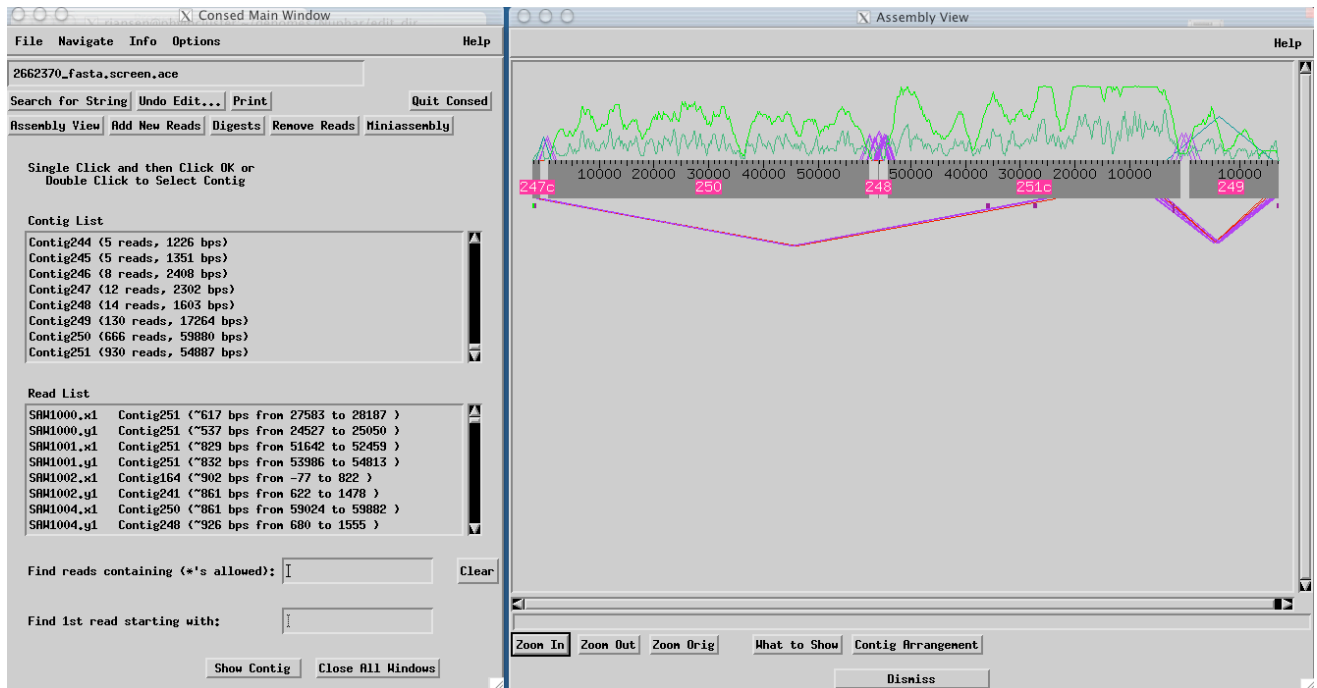 Consed Main Window
File Navigate Info Options Help
2662370_fasta.screen.ace
Search for String Undo Edit... Print Quit Consed
Assembly View Add New Reads Digests Remove Reads Miniassembly
Single Click and then Click OK or
Double Click to Select Contig
Contig List
Contig244 (5 reads, 1226 bps)
Contig245 (5 reads, 1351 bps)
Contig246 (8 reads, 2408 bps)
Contig247 (12 reads, 2302 bps)
Contig248 (14 reads, 1603 bps)
Contig249 (130 reads, 17264 bps)
Contig250 (666 reads, 59880 bps)
Contig251 (930 reads, 54887 bps)
Read List
SAW1000.x1 Contig251 (~617 bps from 27583 to 28187 )
SAW1000.y1 Contig251 (~537 bps from 24527 to 25050 )
SAW1001.x1 Contig251 (~829 bps from 51642 to 52459 )
SAW1001.y1 Contig251 (~832 bps from 53986 to 54813 )
SAW1002.x1 Contig164 (~902 bps from -77 to 822 )
SAW1002.y1 Contig241 (~861 bps from 622 to 1478 )
SAW1004.x1 Contig250 (~861 bps from 59024 to 59882 )
SAW1004.y1 Contig248 (~926 bps from 680 to 1555 )
Find reads containing (*'s allowed): Clear
Find 1st read starting with:
Show Contig Close All Windows
Assembly View
Help
10000 20000 30000 40000 50000 50000 40000 30000 20000 10000 10000
247c 250 248 251c 249
Zoom In Zoom Out Zoom Orig What to Show Contig Arrangement
Dismiss